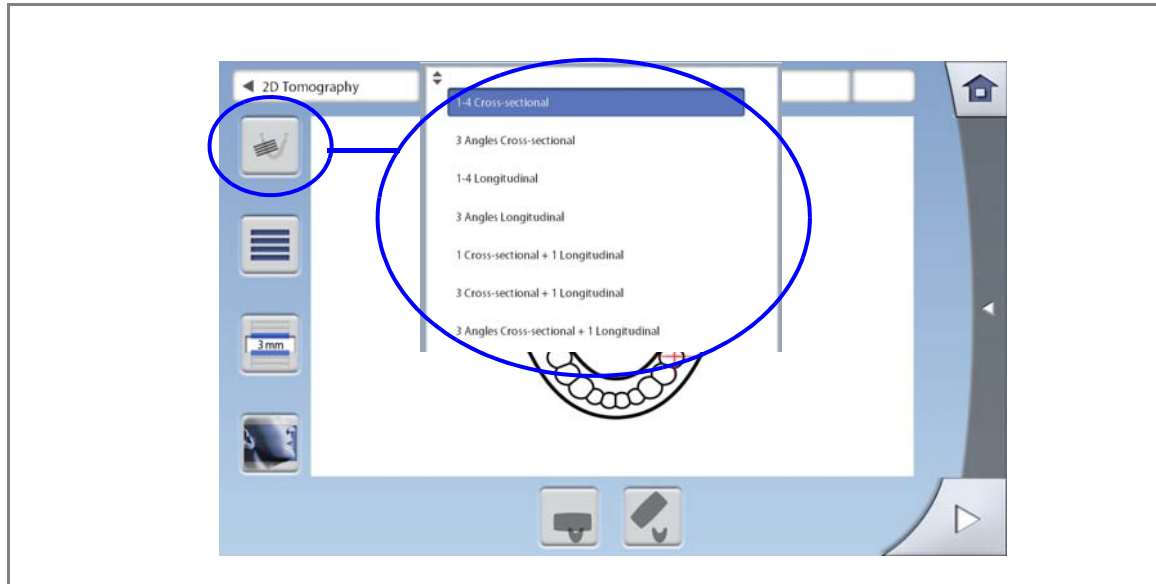 2D Tomography
1-4 Cross-sectional
3 Angles Cross-sectional
1-4 Longitudinal
3 Angles Longitudinal
1 Cross-sectional + 1 Longitudinal
3 Cross-sectional + 1 Longitudinal
3 Angles Cross-sectional + 1 Longitudinal
3 mm